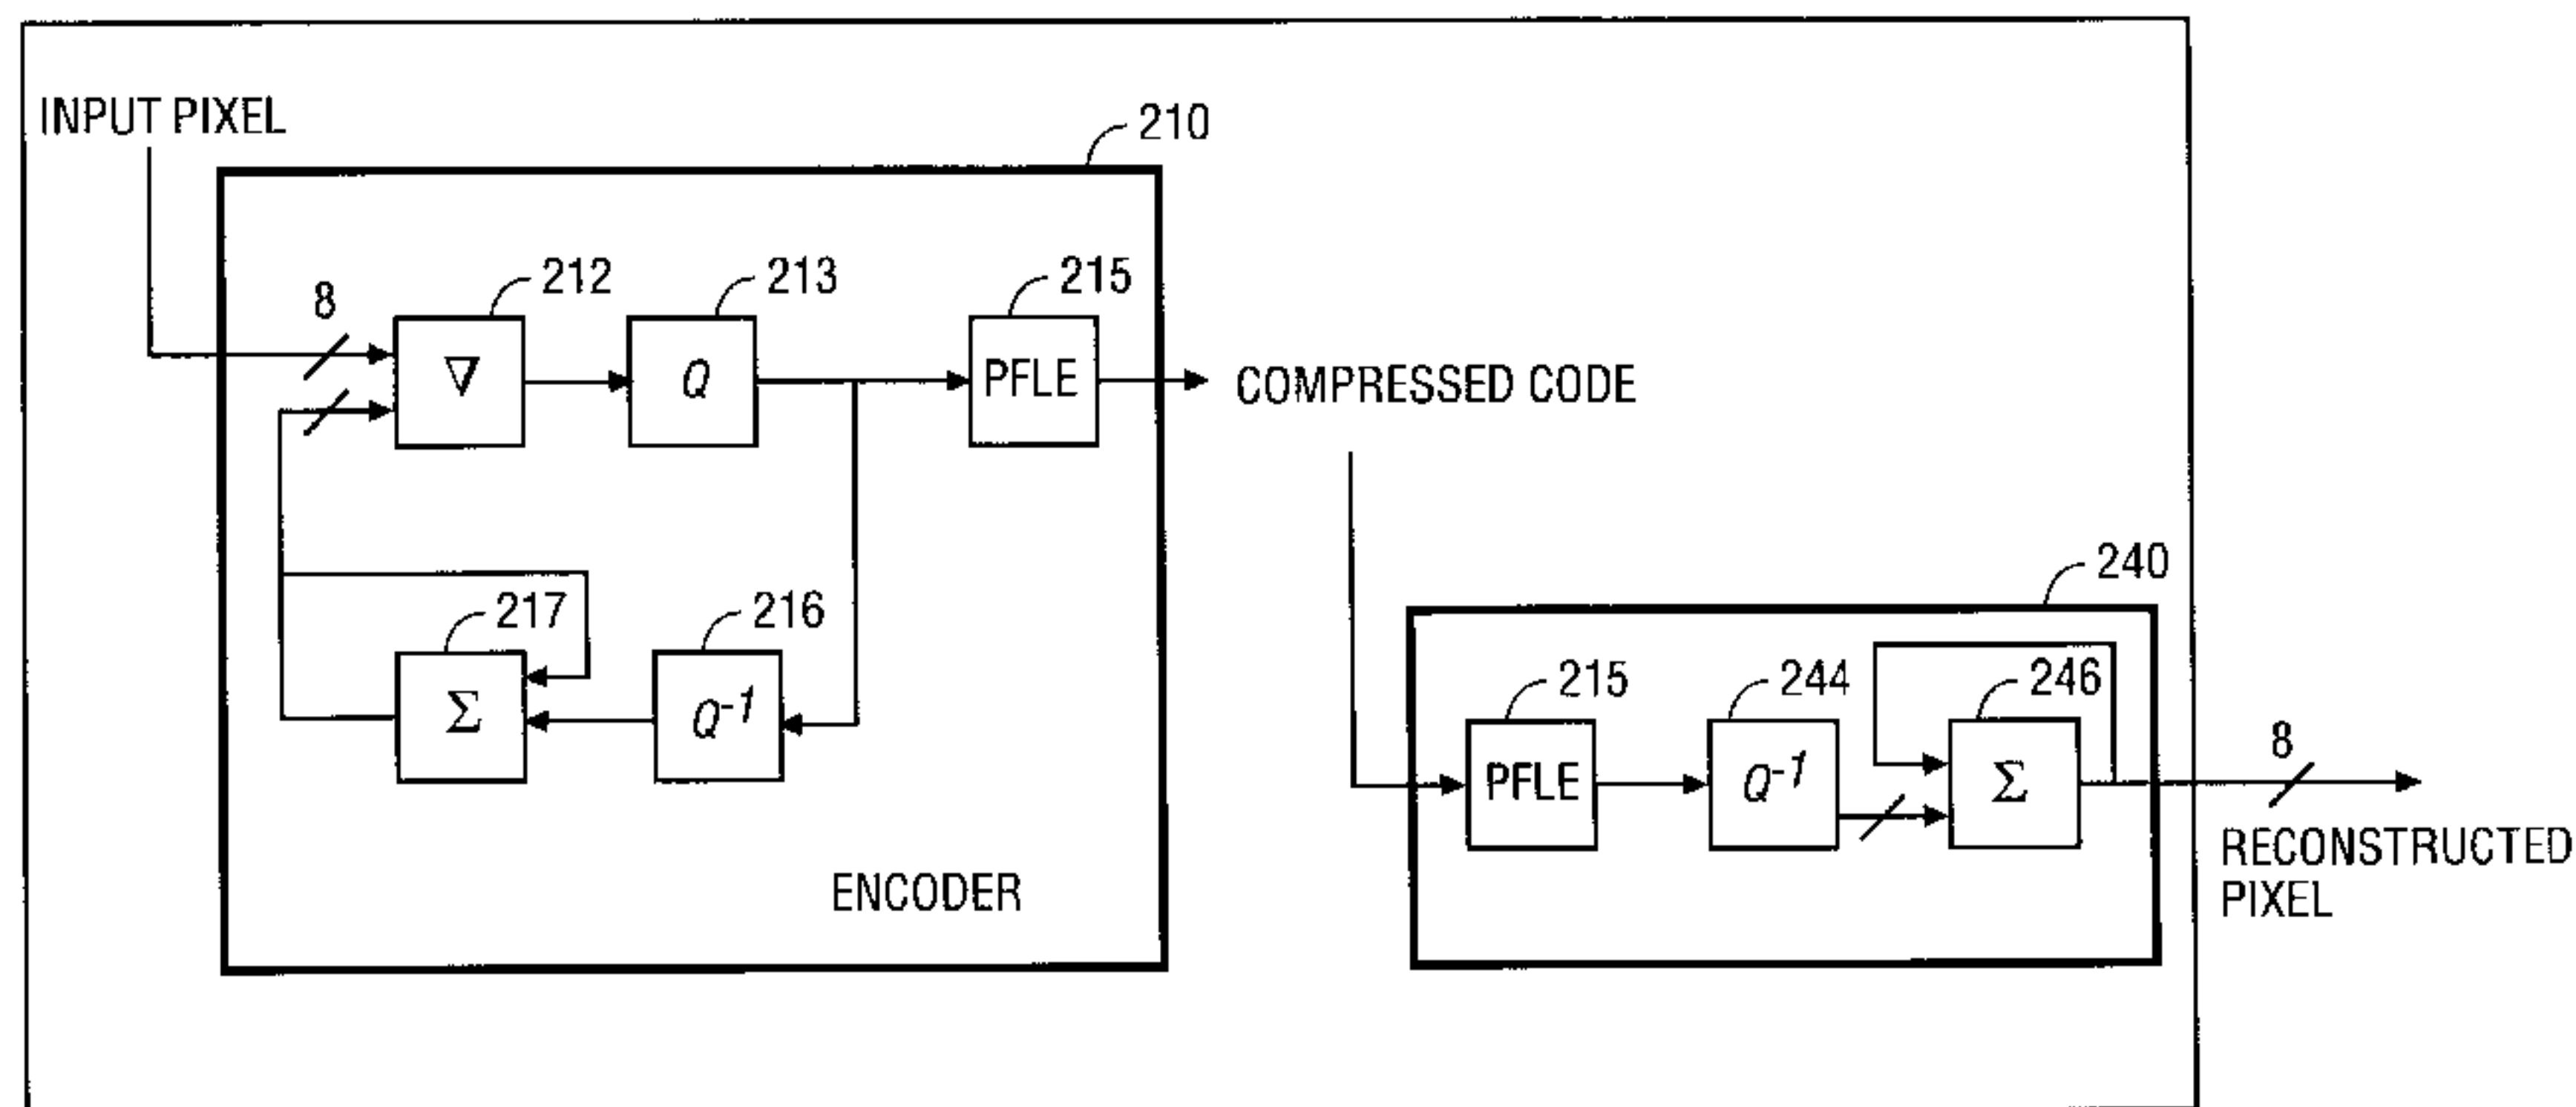 INPUT PIXEL
210
8
212
213
215
∇
Q
PFLE
COMPRESSED CODE
217
216
Σ
Q-1
ENCODER
240
215
244
246
PFLE
Q-1
Σ
8
RECONSTRUCTED
PIXEL